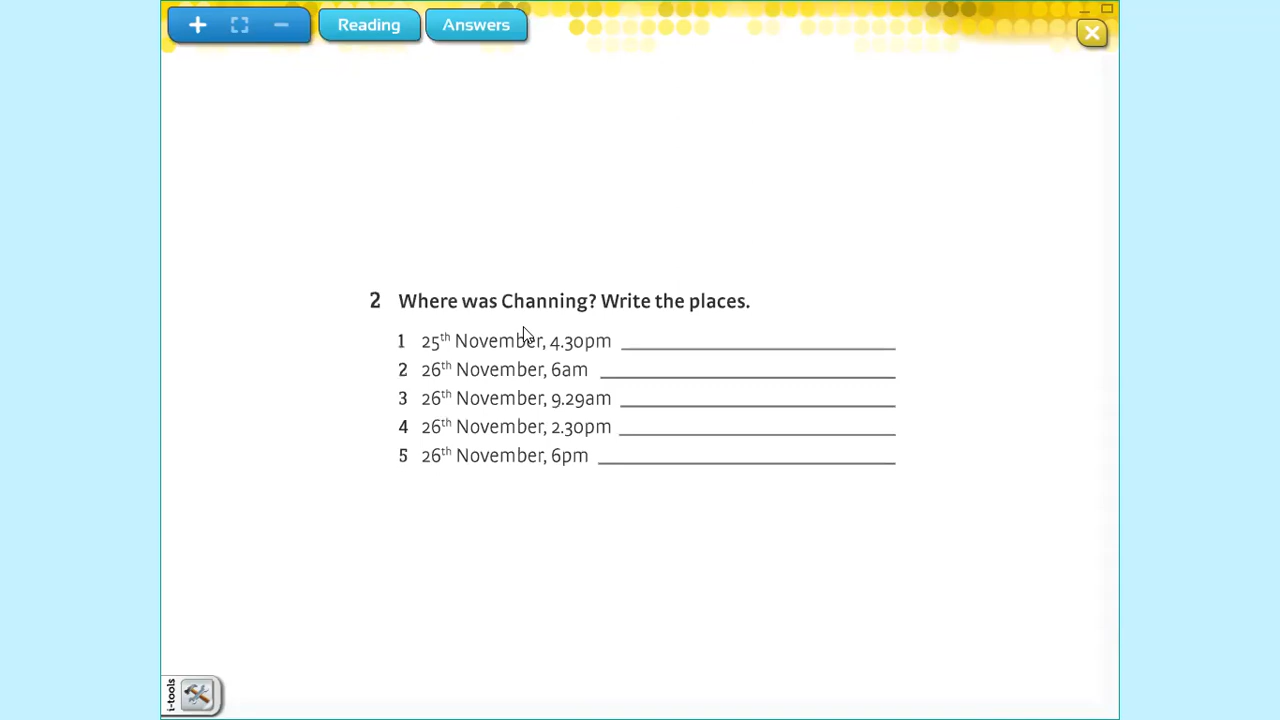 Reading Answers
2 Where was Channing? Write the places.
1 25th November, 4.30pm
2 26th November, 6am
3 26th November, 9.29am
4 26th November, 2.30pm
5 26th November, 6pm
i-tools